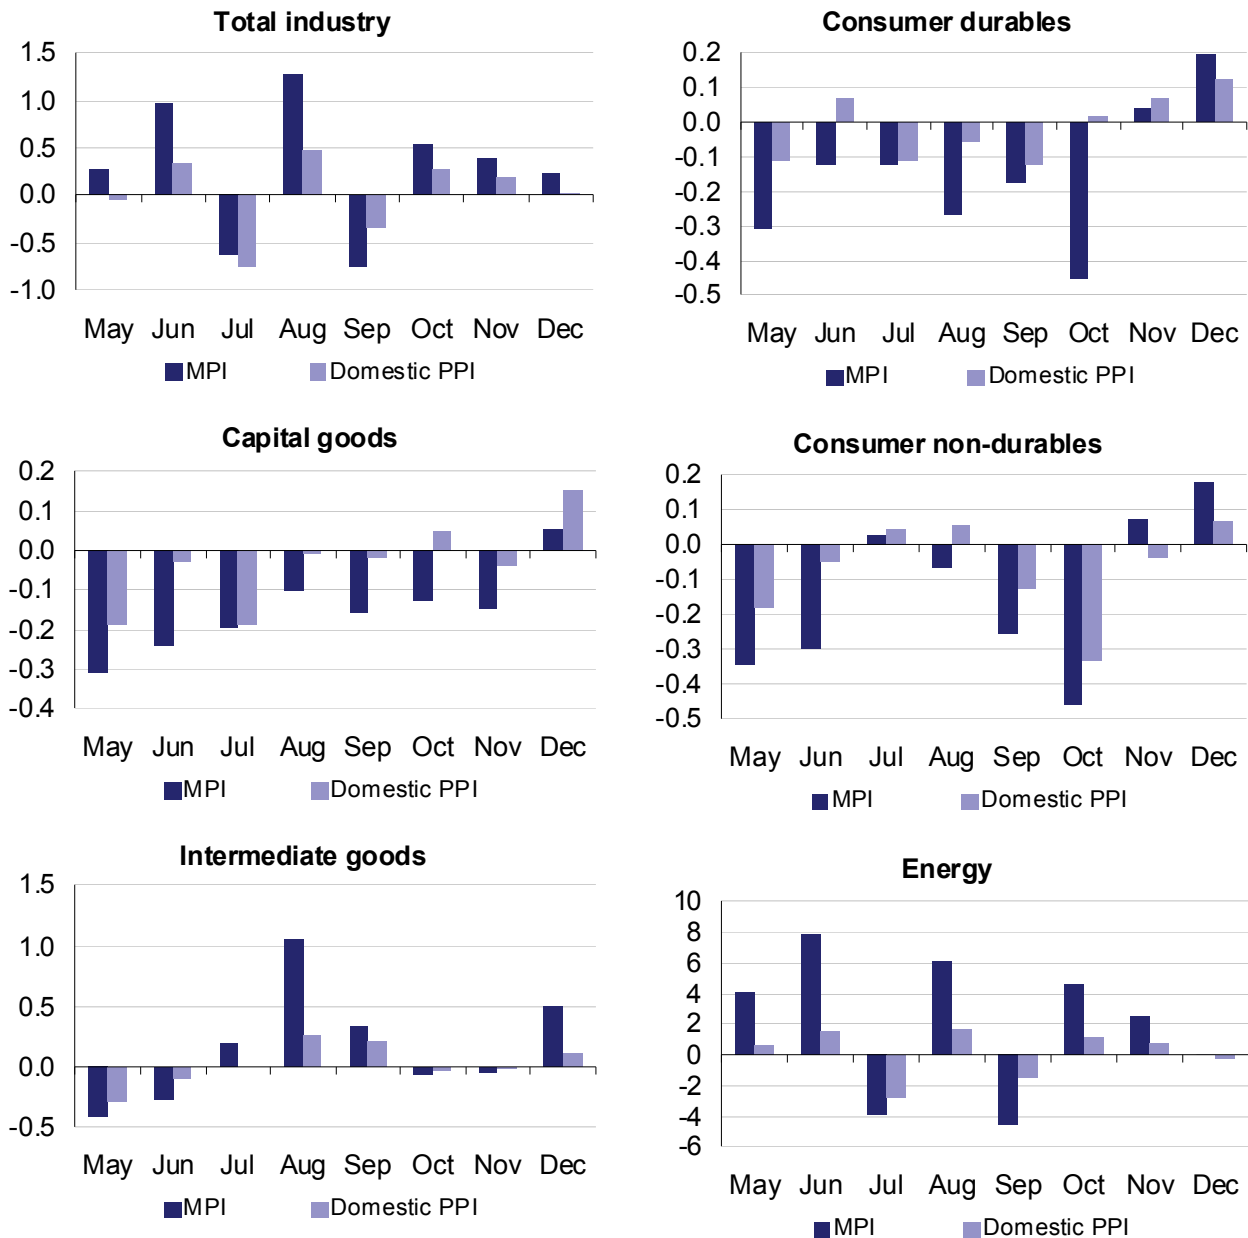 Total industry
1.5
1.0
0.5
0.0
-0.5
-1.0
May Jun Jul Aug Sep Oct Nov Dec
MPI Domestic PPI
Consumer durables
0.2
0.1
0.0
-0.1
-0.2
-0.3
-0.4
-0.5
May Jun Jul Aug Sep Oct Nov Dec
MPI Domestic PPI
Capital goods
0.2
0.1
0.0
-0.1
-0.2
-0.3
-0.4
May Jun Jul Aug Sep Oct Nov Dec
MPI Domestic PPI
Consumer non-durables
0.2
0.1
0.0
-0.1
-0.2
-0.3
-0.4
-0.5
May Jun Jul Aug Sep Oct Nov Dec
MPI Domestic PPI
Intermediate goods
1.5
1.0
0.5
0.0
-0.5
May Jun Jul Aug Sep Oct Nov Dec
MPI Domestic PPI
Energy
10
8
6
4
2
0
-2
-4
-6
May Jun Jul Aug Sep Oct Nov Dec
MPI Domestic PPI